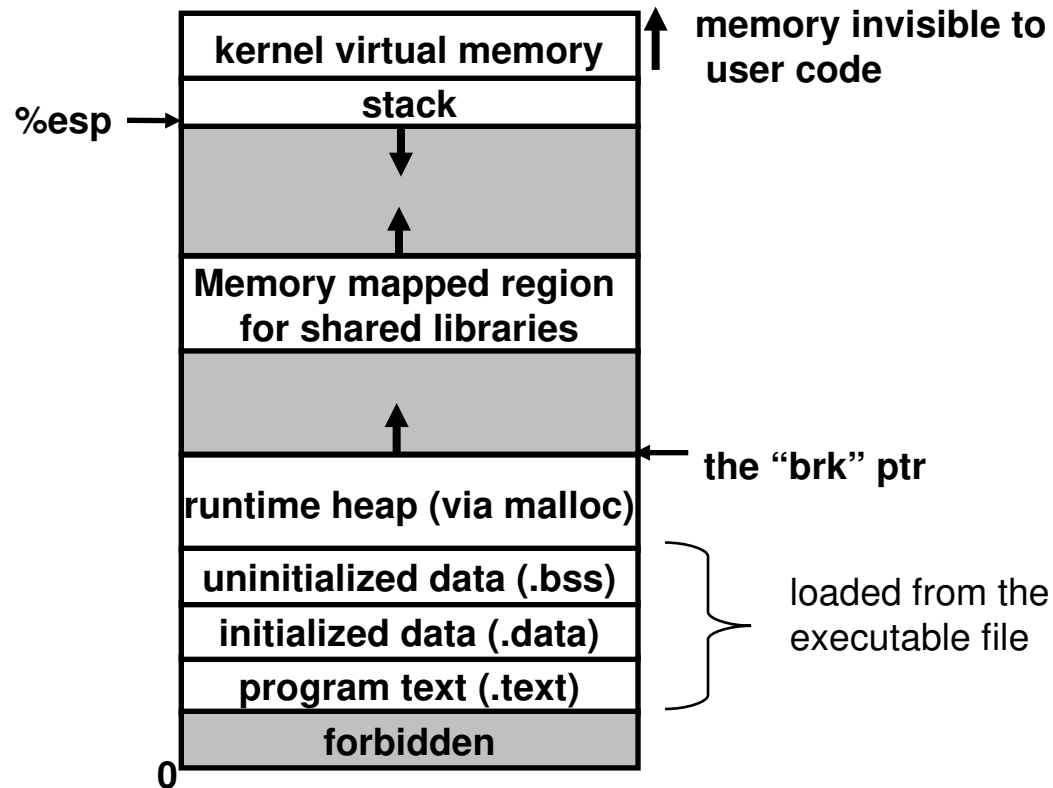 kernel virtual memory
memory invisible to
user code
stack
%esp
Memory mapped region
for shared libraries
the “brk” ptr
runtime heap (via malloc)
uninitialized data (.bss)
initialized data (.data)
program text (.text)
loaded from the
executable file
forbidden
0